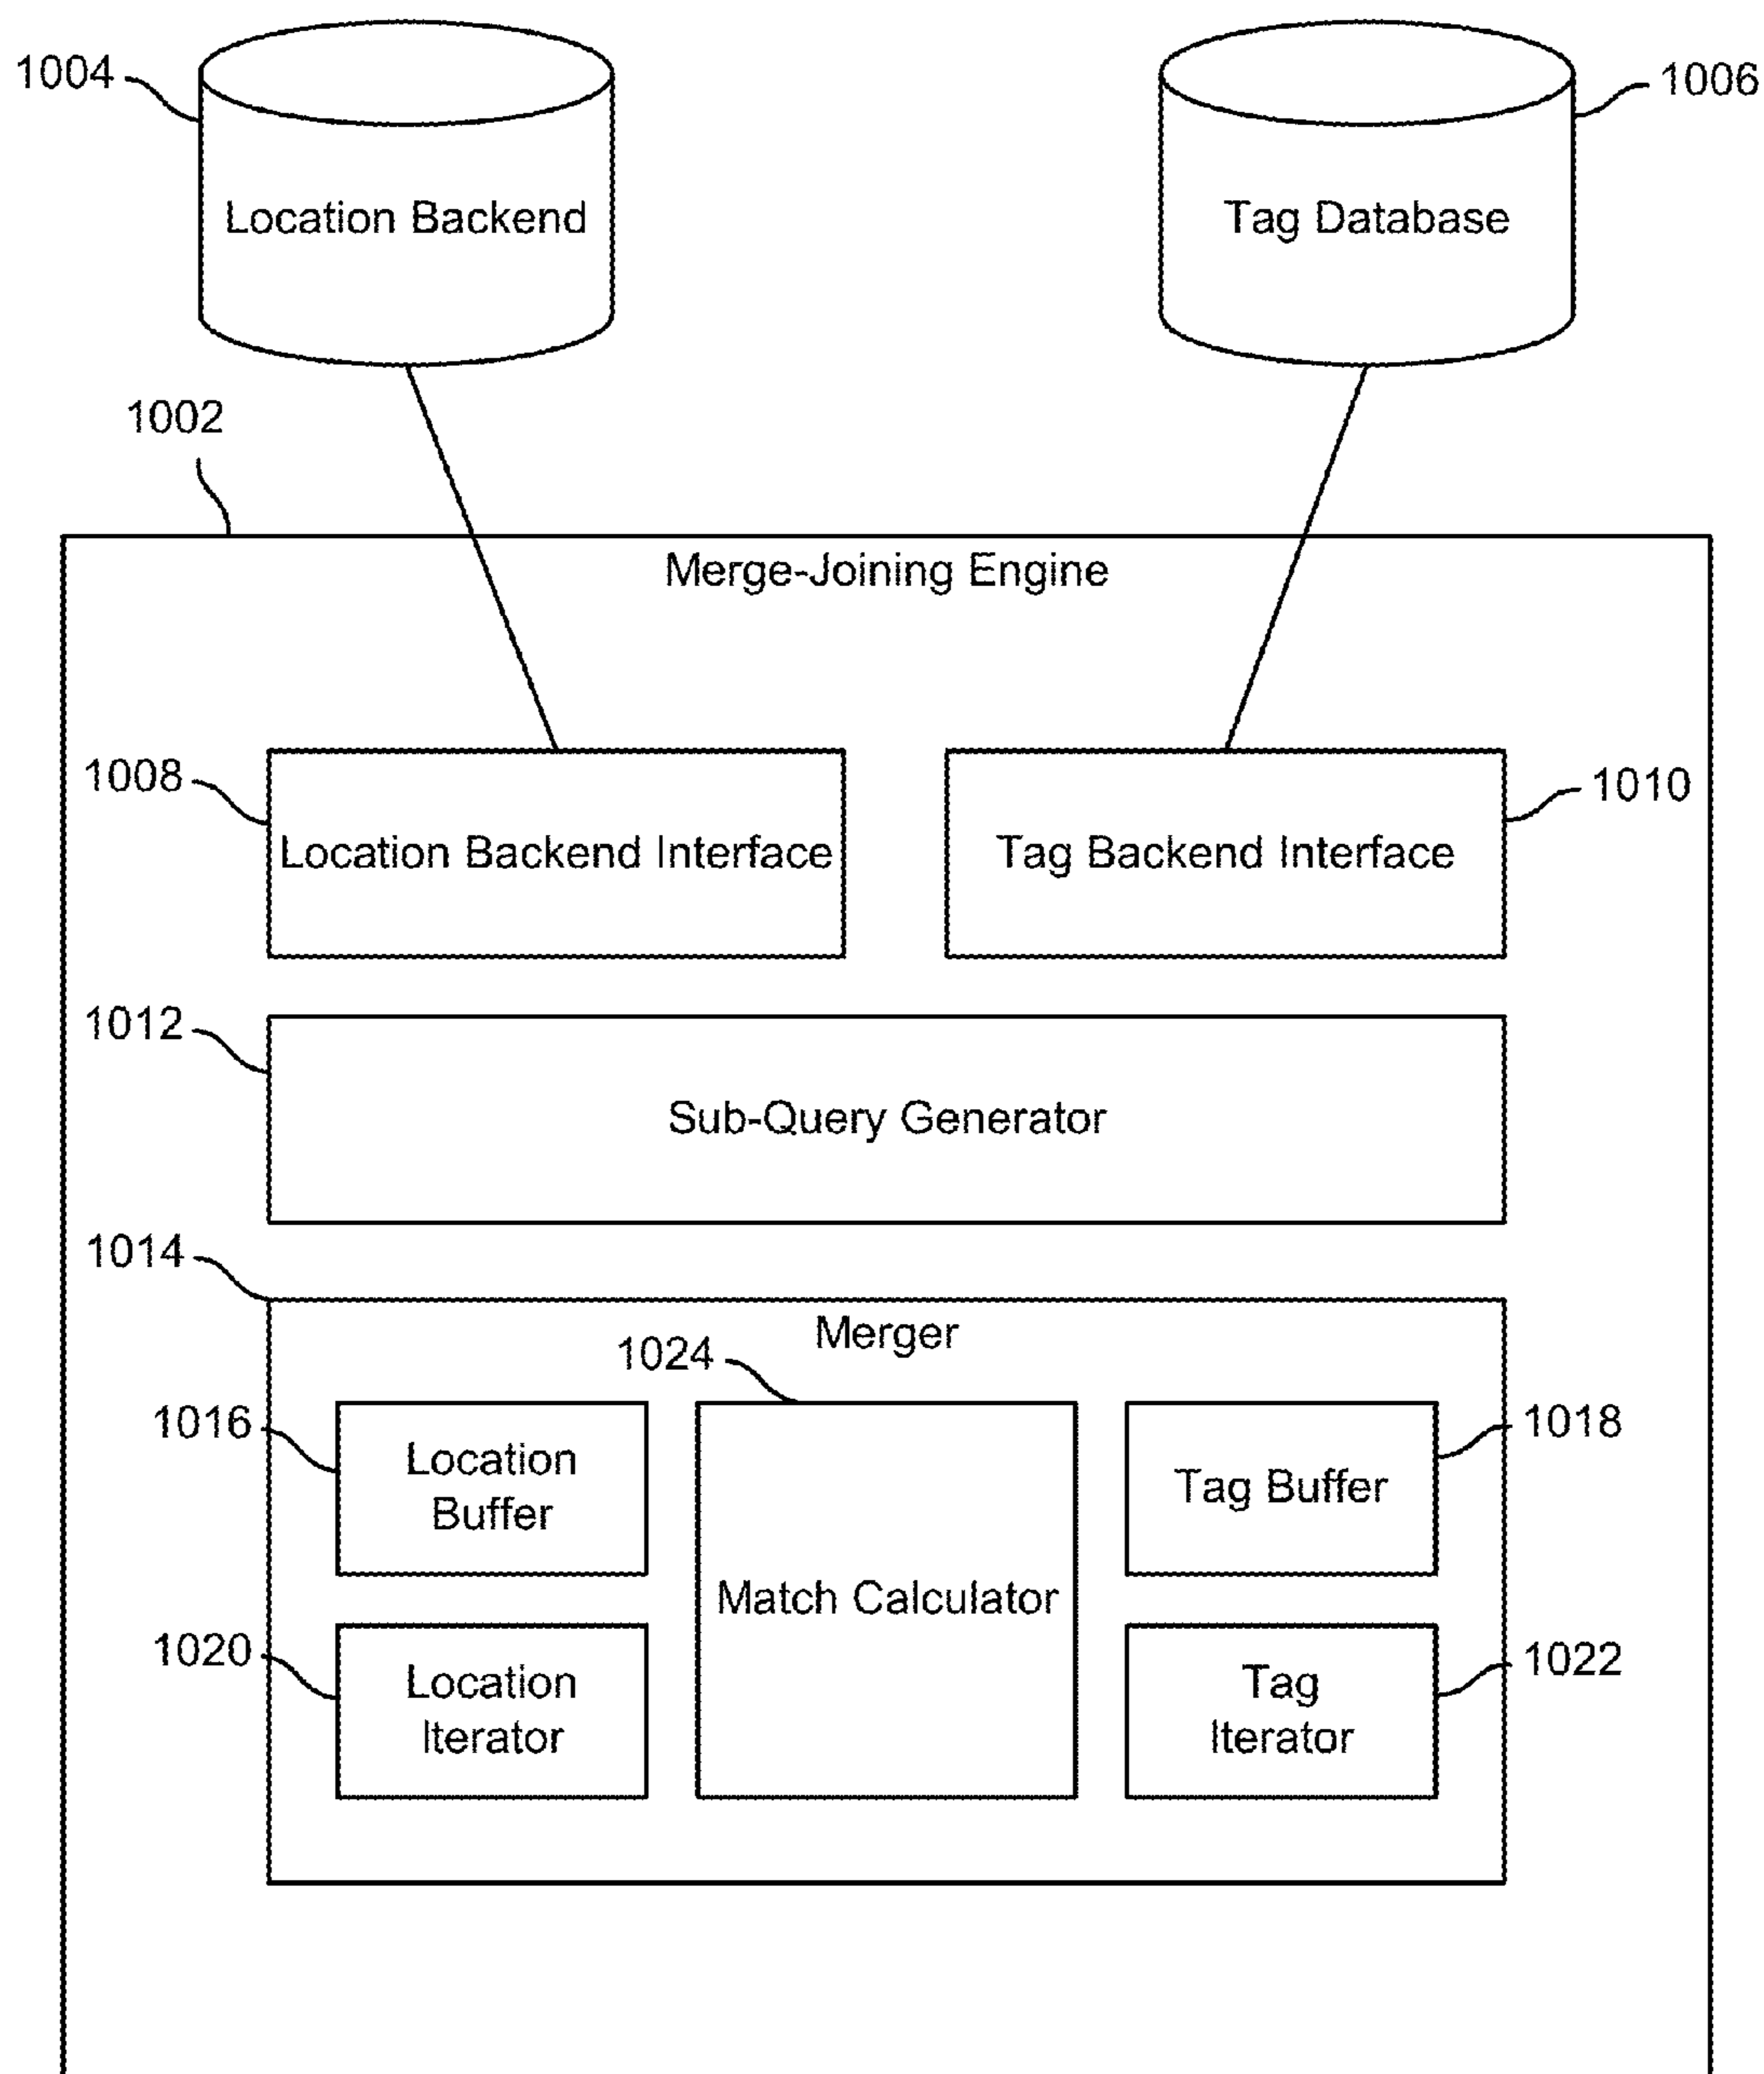 1004
1006
Location Backend
Tag Database
1002
Merge-Joining Engine
1008
1010
Location Backend Interface
Tag Backend Interface
1012
Sub-Query Generator
1014
Merger
1024
1016
1018
Location
Buffer
Tag Buffer
Match Calculator
1020
1022
Location
Iterator
Tag
Iterator